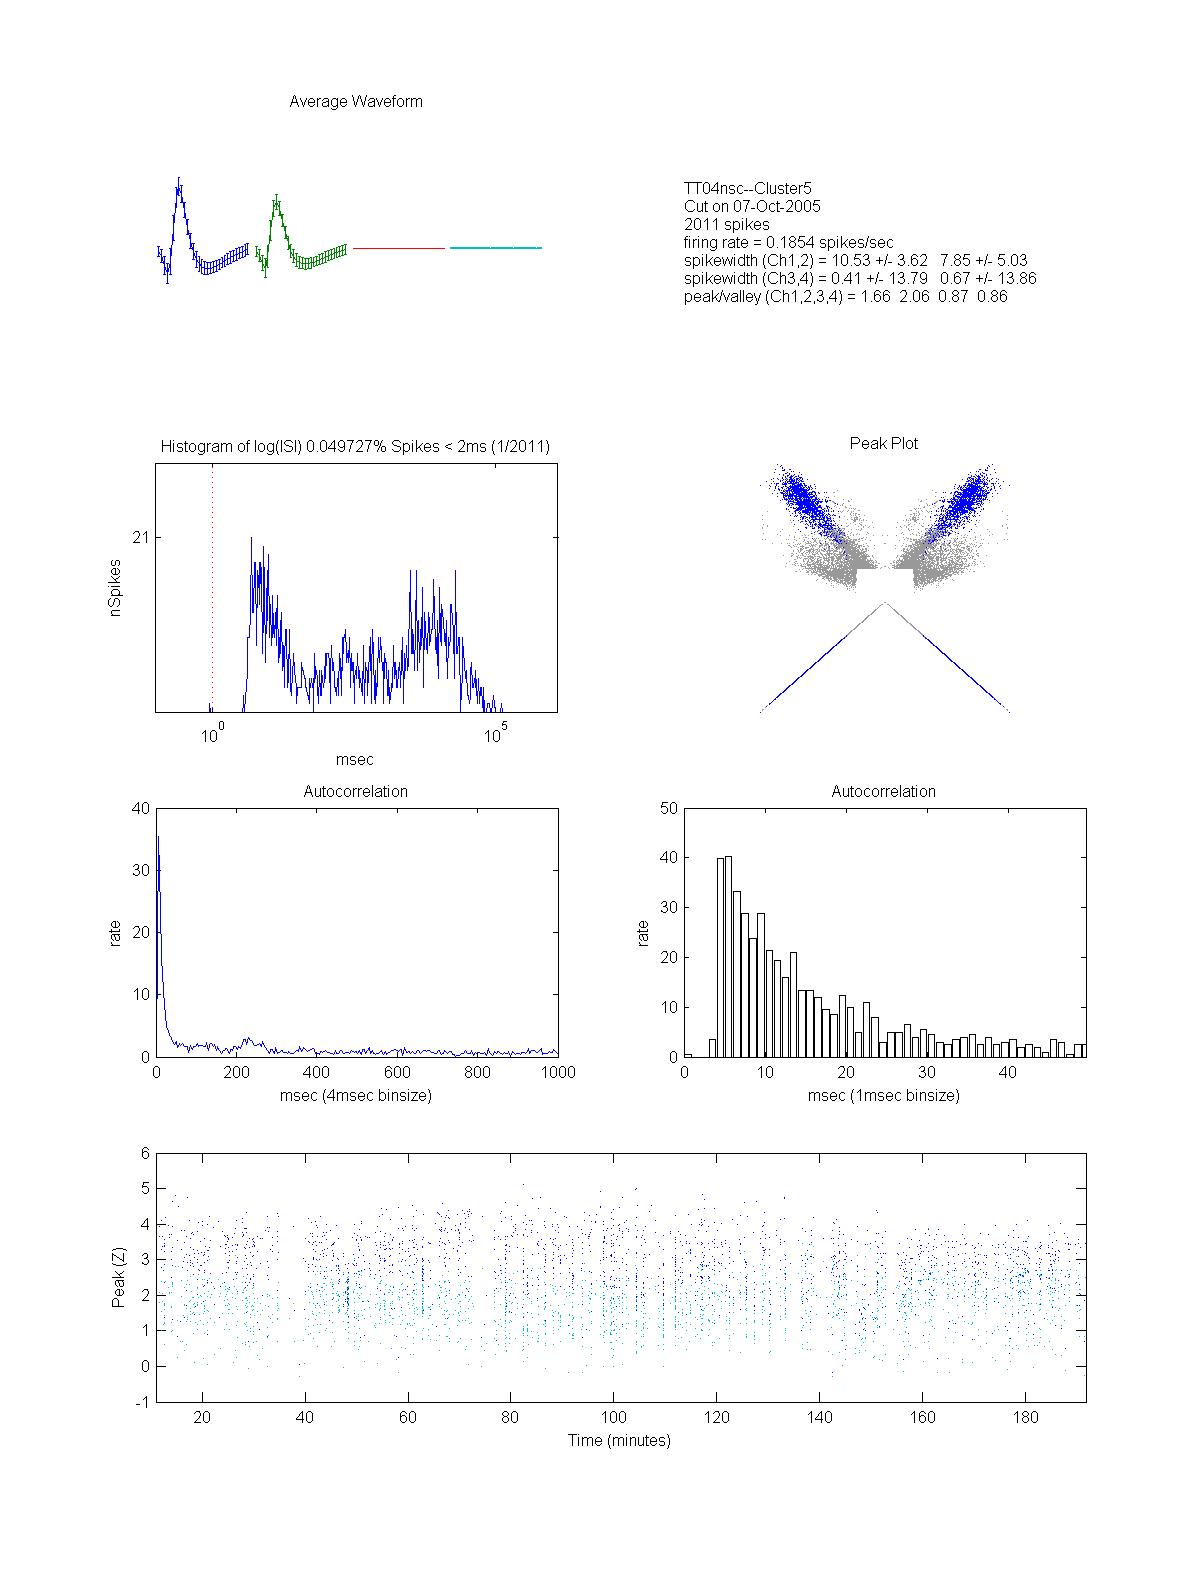 Average Waveform
TT04nsc--Cluster5
Cut on 07-Oct-2005
2011 spikes
firing rate = 0.1854 spikes/sec
spikewidth (Ch1,2) = 10.53 +/- 3.62   7.85 +/- 5.03
spikewidth (Ch3,4) = 0.41 +/- 13.79   0.67 +/- 13.86
peak/valley (Ch1,2,3,4) = 1.66  2.06  0.87  0.86
Histogram of log(ISI) 0.049727% Spikes < 2ms (1/2011)
21
nSpikes
10^0 10^5
msec
Peak Plot
Autocorrelation
40
30
20
10
0
rate
0 200 400 600 800 1000
msec (4msec binsize)
Autocorrelation
50
40
30
20
10
0
rate
0 10 20 30 40
msec (1msec binsize)
6
5
4
3
2
1
0
-1
Peak (Z)
20 40 60 80 100 120 140 160 180
Time (minutes)